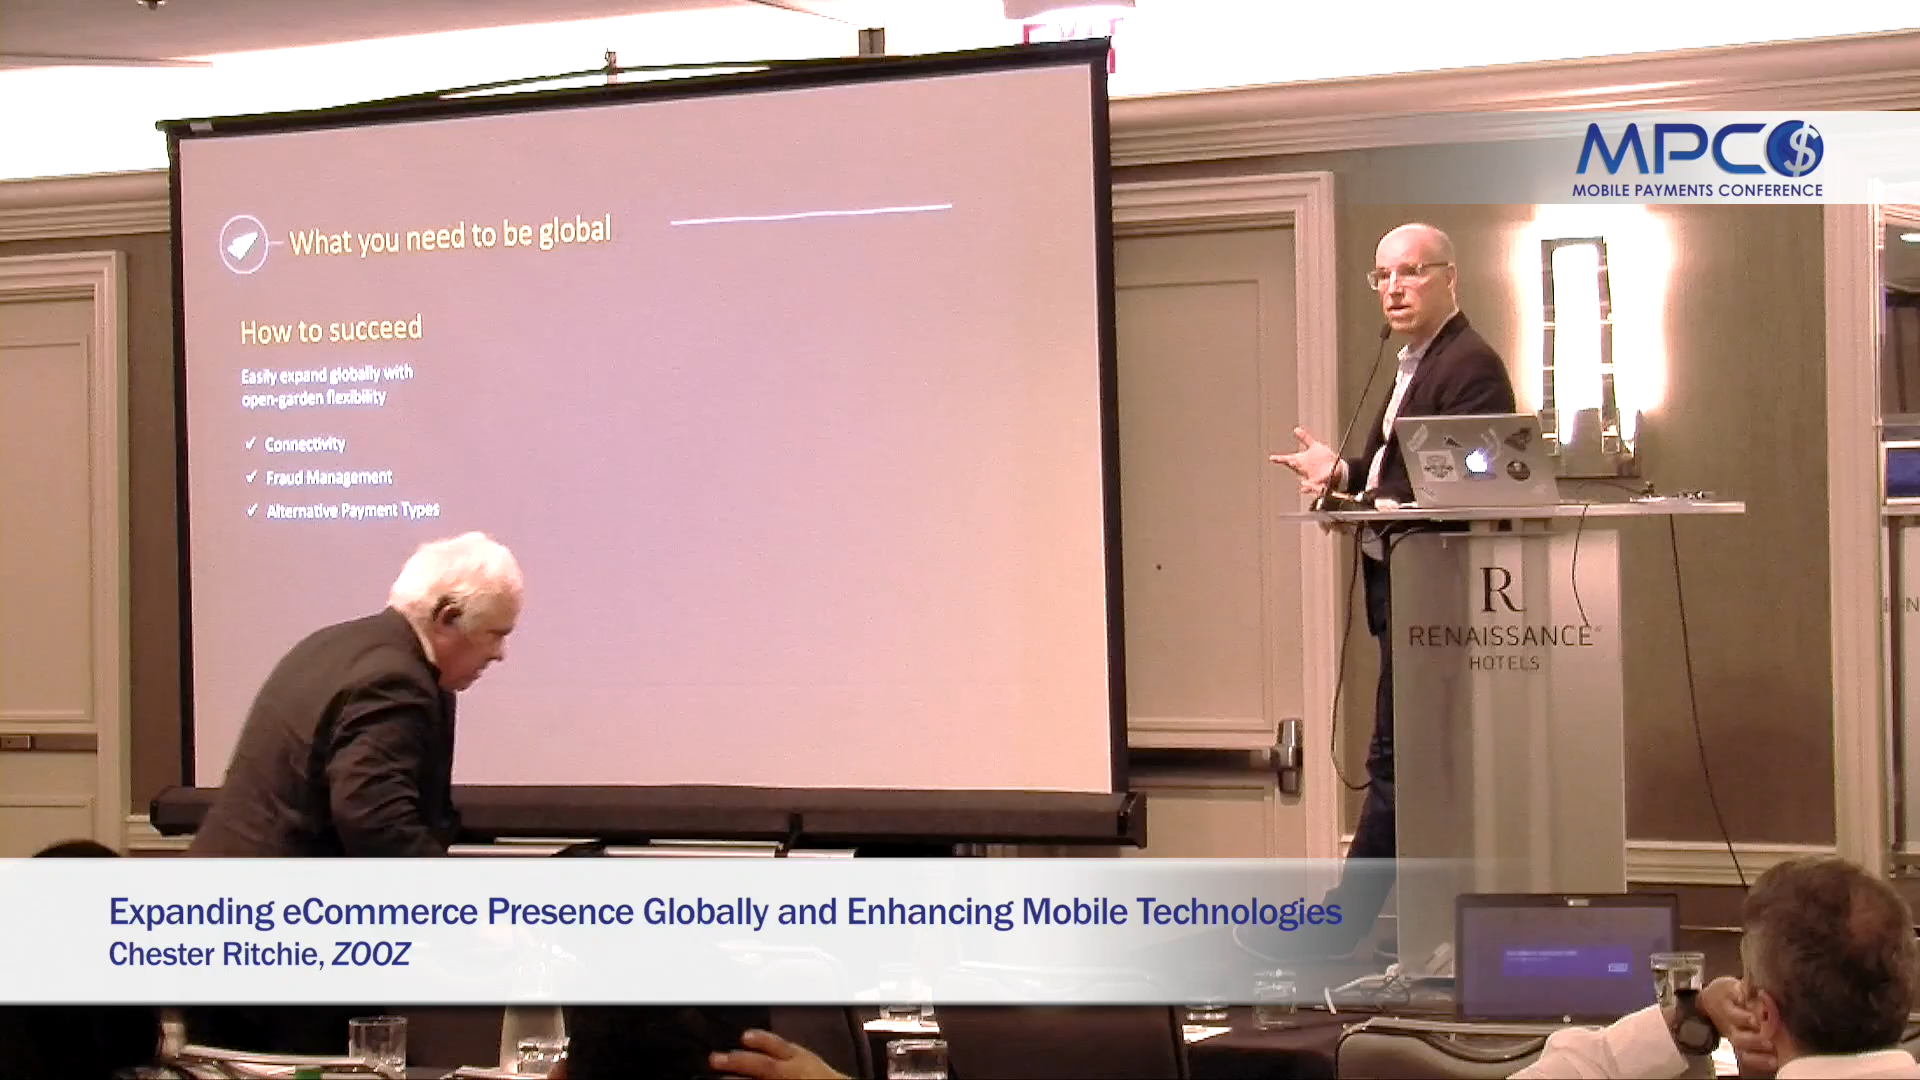 MPC$
MOBILE PAYMENTS CONFERENCE
What you need to be global
How to succeed
Easily expand globally with
open-garden flexibility
✓ Connectivity
✓ Fraud Management
✓ Alternative Payment Types
R
RENAISSANCE®
HOTELS
Expanding eCommerce Presence Globally and Enhancing Mobile Technologies
Chester Ritchie, ZOOZ